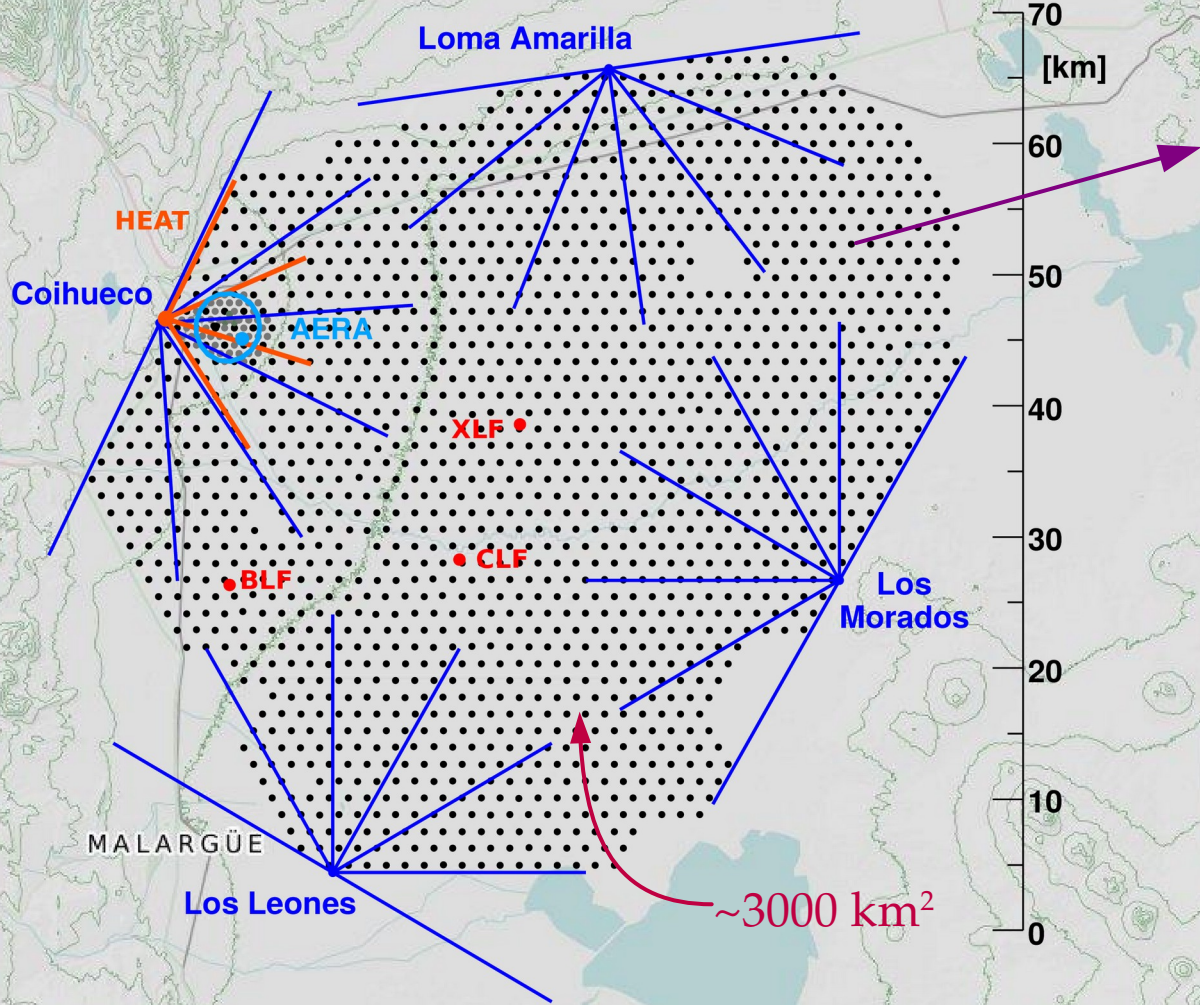 70
Loma Amarilla
[km]
60
HEAT
50
Coihueco
AERA
40
XLF
30
CLF
BLF
Los
Morados
20
10
MALARGÜE
Los Leones
~3000 km²
0